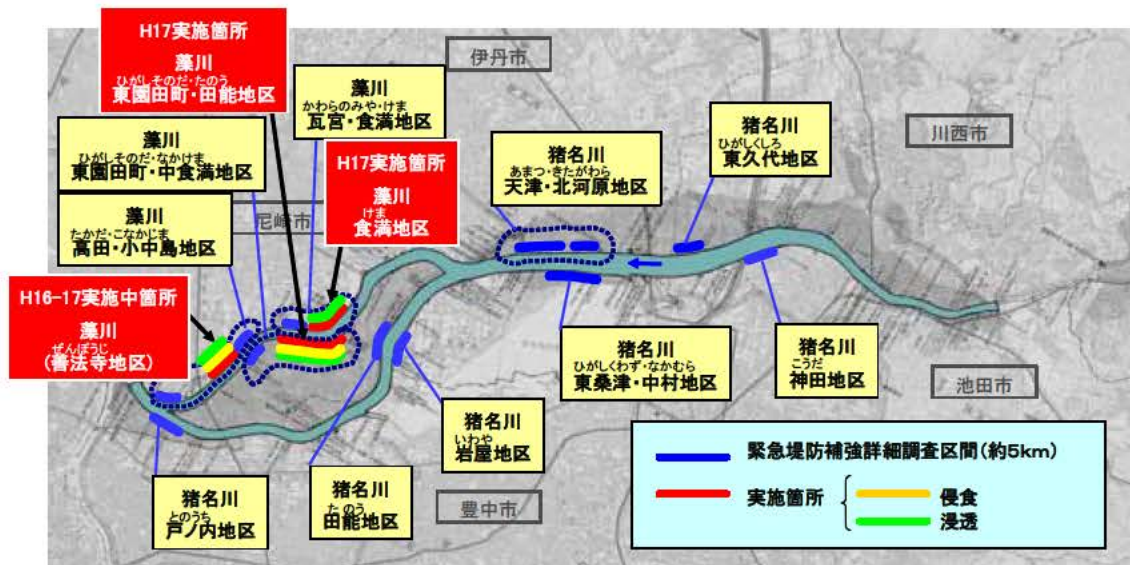 H17実施箇所
藻川
ひがしそのだ・たのう
東園田町・田能地区
伊丹市
藻川
かわらのみや・けま
瓦宮・食満地区
藻川
ひがしそのだ・なかけま
東園田町・中食満地区
H17実施箇所
藻川
けま
食満地区
猪名川
あまつ・きたがわら
天津・北河原地区
猪名川
ひがしくしろ
東久代地区
川西市
藻川
たかだ・こなかじま
高田・小中島地区
尼崎市
H16-17実施中箇所
藻川
ぜんぽうじ
(善法寺地区)
猪名川
ひがしくわず・なかむら
東桑津・中村地区
猪名川
こうだ
神田地区
池田市
猪名川
いわや
岩屋地区
猪名川
とのうち
戸ノ内地区
猪名川
たのう
田能地区
豊中市
緊急堤防補強詳細調査区間(約5km)
実施箇所
侵食
浸透